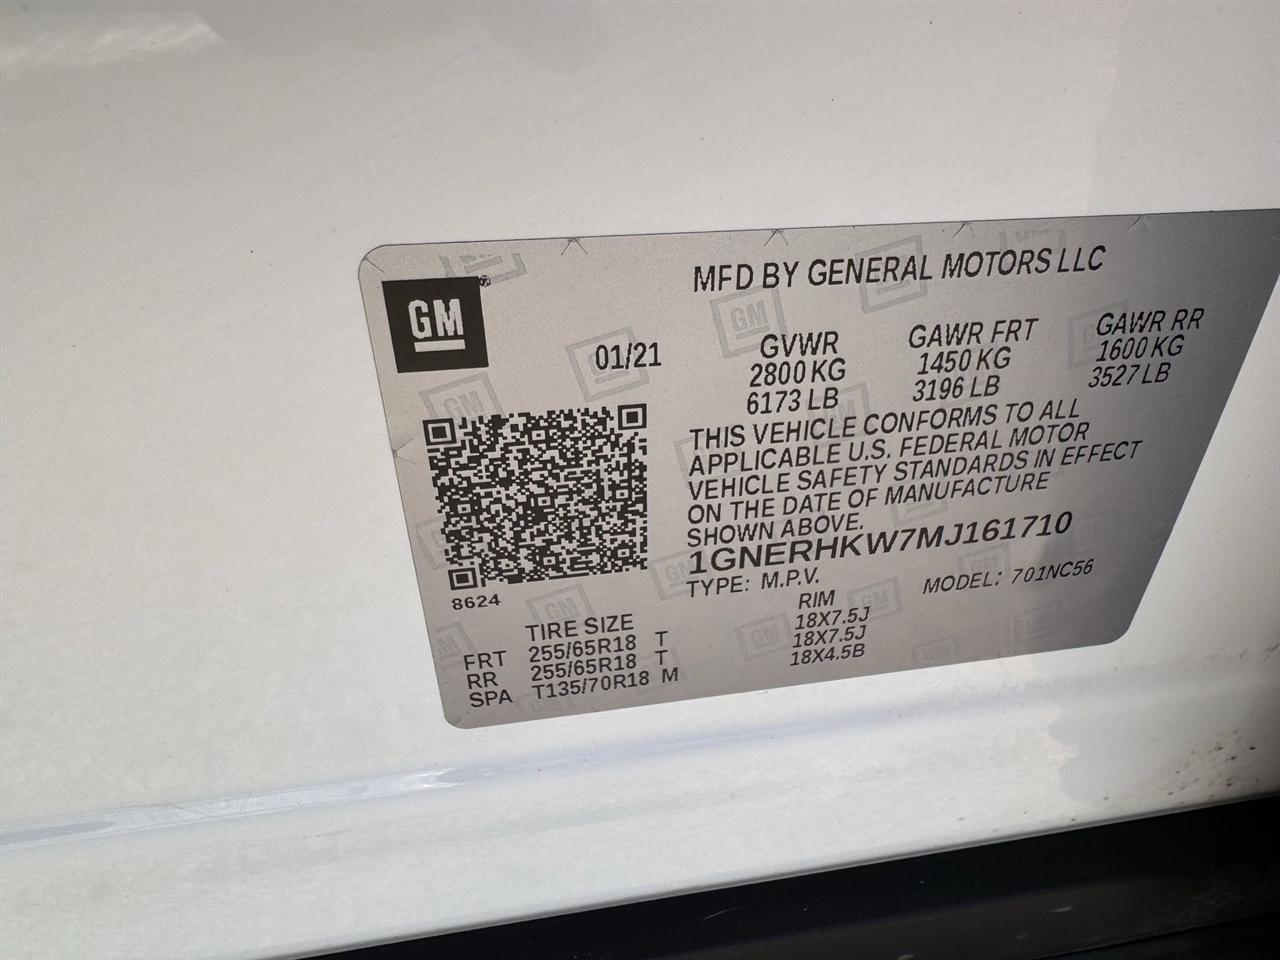 GM
MFD BY GENERAL MOTORS LLC
01/21
GVWR GAWR FRT GAWR RR
2800 KG 1450 KG 1600 KG
6173 LB 3196 LB 3527 LB
THIS VEHICLE CONFORMS TO ALL
APPLICABLE U.S. FEDERAL MOTOR
VEHICLE SAFETY STANDARDS IN EFFECT
ON THE DATE OF MANUFACTURE
SHOWN ABOVE.
1GNERHKW7MJ161710
TYPE: M.P.V. MODEL: 701NC56
8624
TIRE SIZE RIM
FRT 255/65R18 T 18X7.5J
RR 255/65R18 T 18X7.5J
SPA T135/70R18 M 18X4.5B